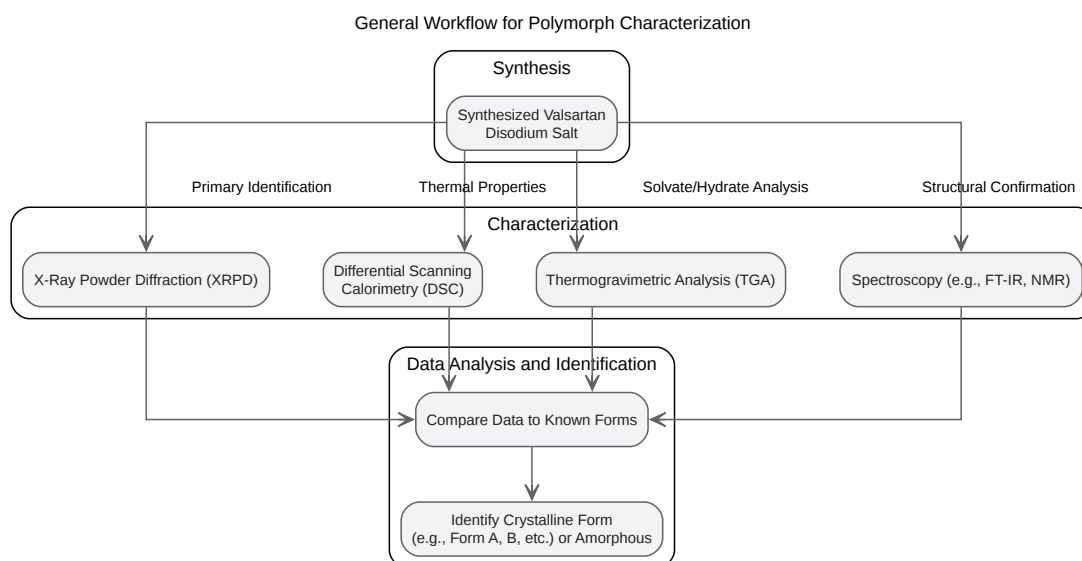 General Workflow for Polymorph Characterization
Synthesis
Synthesized Valsartan
Disodium Salt
Primary Identification
Thermal Properties
Solvate/Hydrate Analysis
Structural Confirmation
Characterization
X-Ray Powder Diffraction (XRPD)
Differential Scanning
Calorimetry (DSC)
Thermogravimetric Analysis (TGA)
Spectroscopy (e.g., FT-IR, NMR)
Data Analysis and Identification
Compare Data to Known Forms
Identify Crystalline Form
(e.g., Form A, B, etc.) or Amorphous